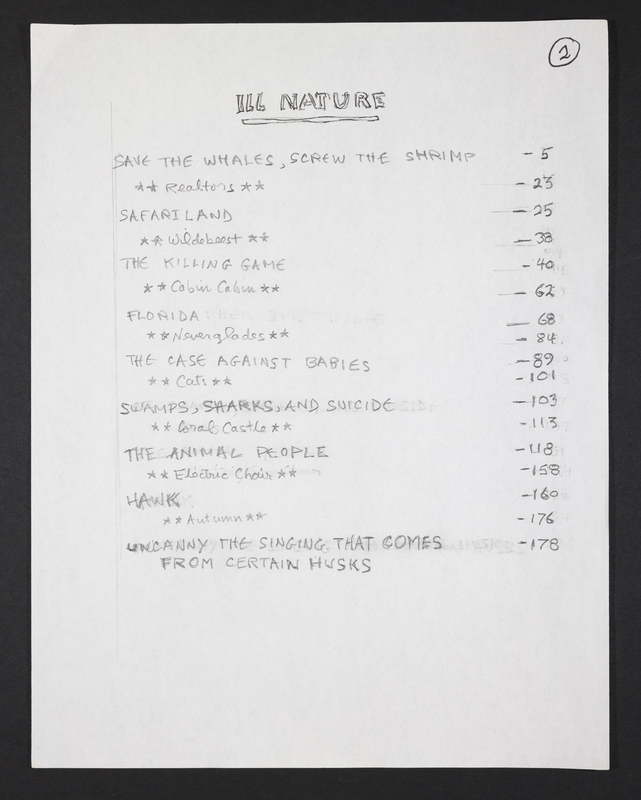 2
ILL NATURE
SAVE THE WHALES, SCREW THE SHRIMP - 5
** Realtors ** - 23
SAFARILAND - 25
** Wildebeest ** - 38
THE KILLING GAME - 40
** Cabin Cabin ** - 62
FLORIDA - 68
** Neverglades ** - 84
THE CASE AGAINST BABIES - 89
** Cats ** - 101
SWAMPS, SHARKS, AND SUICIDE - 103
** Coral Castle ** - 113
THE ANIMAL PEOPLE - 118
** Electric Chair ** - 158
HAWK - 160
** Autumn ** - 176
UNCANNY THE SINGING THAT COMES - 178
FROM CERTAIN HUSKS